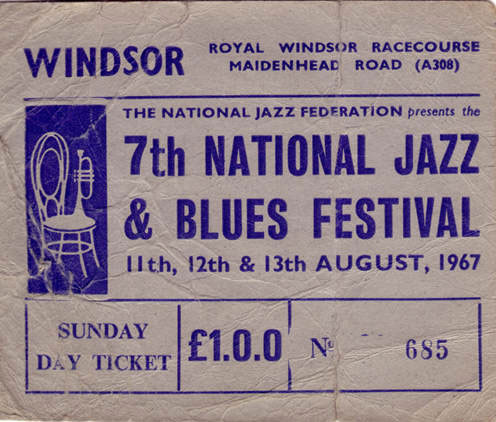 WINDSOR
ROYAL WINDSOR RACECOURSE
MAIDENHEAD ROAD (A308)
THE NATIONAL JAZZ FEDERATION presents the
7th NATIONAL JAZZ
& BLUES FESTIVAL
11th, 12th & 13th AUGUST, 1967
SUNDAY
DAY TICKET
£1.0.0
Nº 685